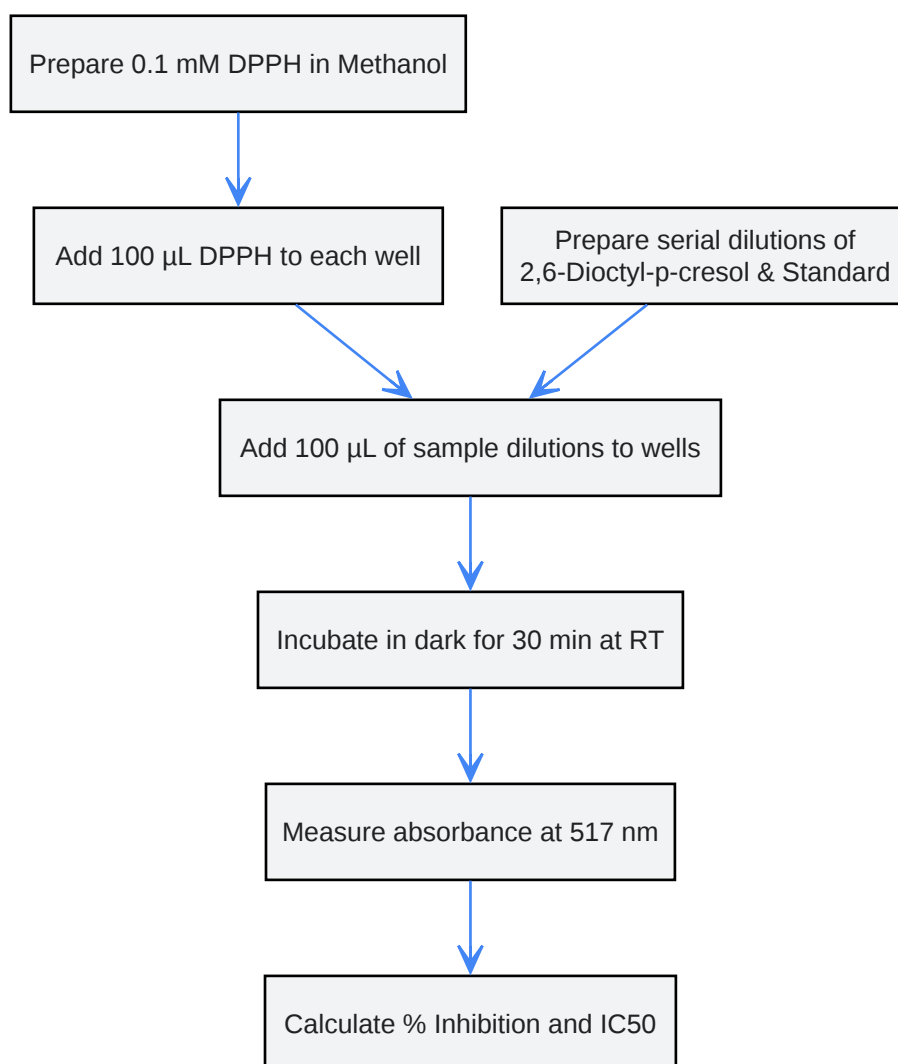 Prepare 0.1 mM DPPH in Methanol
Add 100 µL DPPH to each well
Prepare serial dilutions of
2,6-Dioctyl-p-cresol & Standard
Add 100 µL of sample dilutions to wells
Incubate in dark for 30 min at RT
Measure absorbance at 517 nm
Calculate % Inhibition and IC50